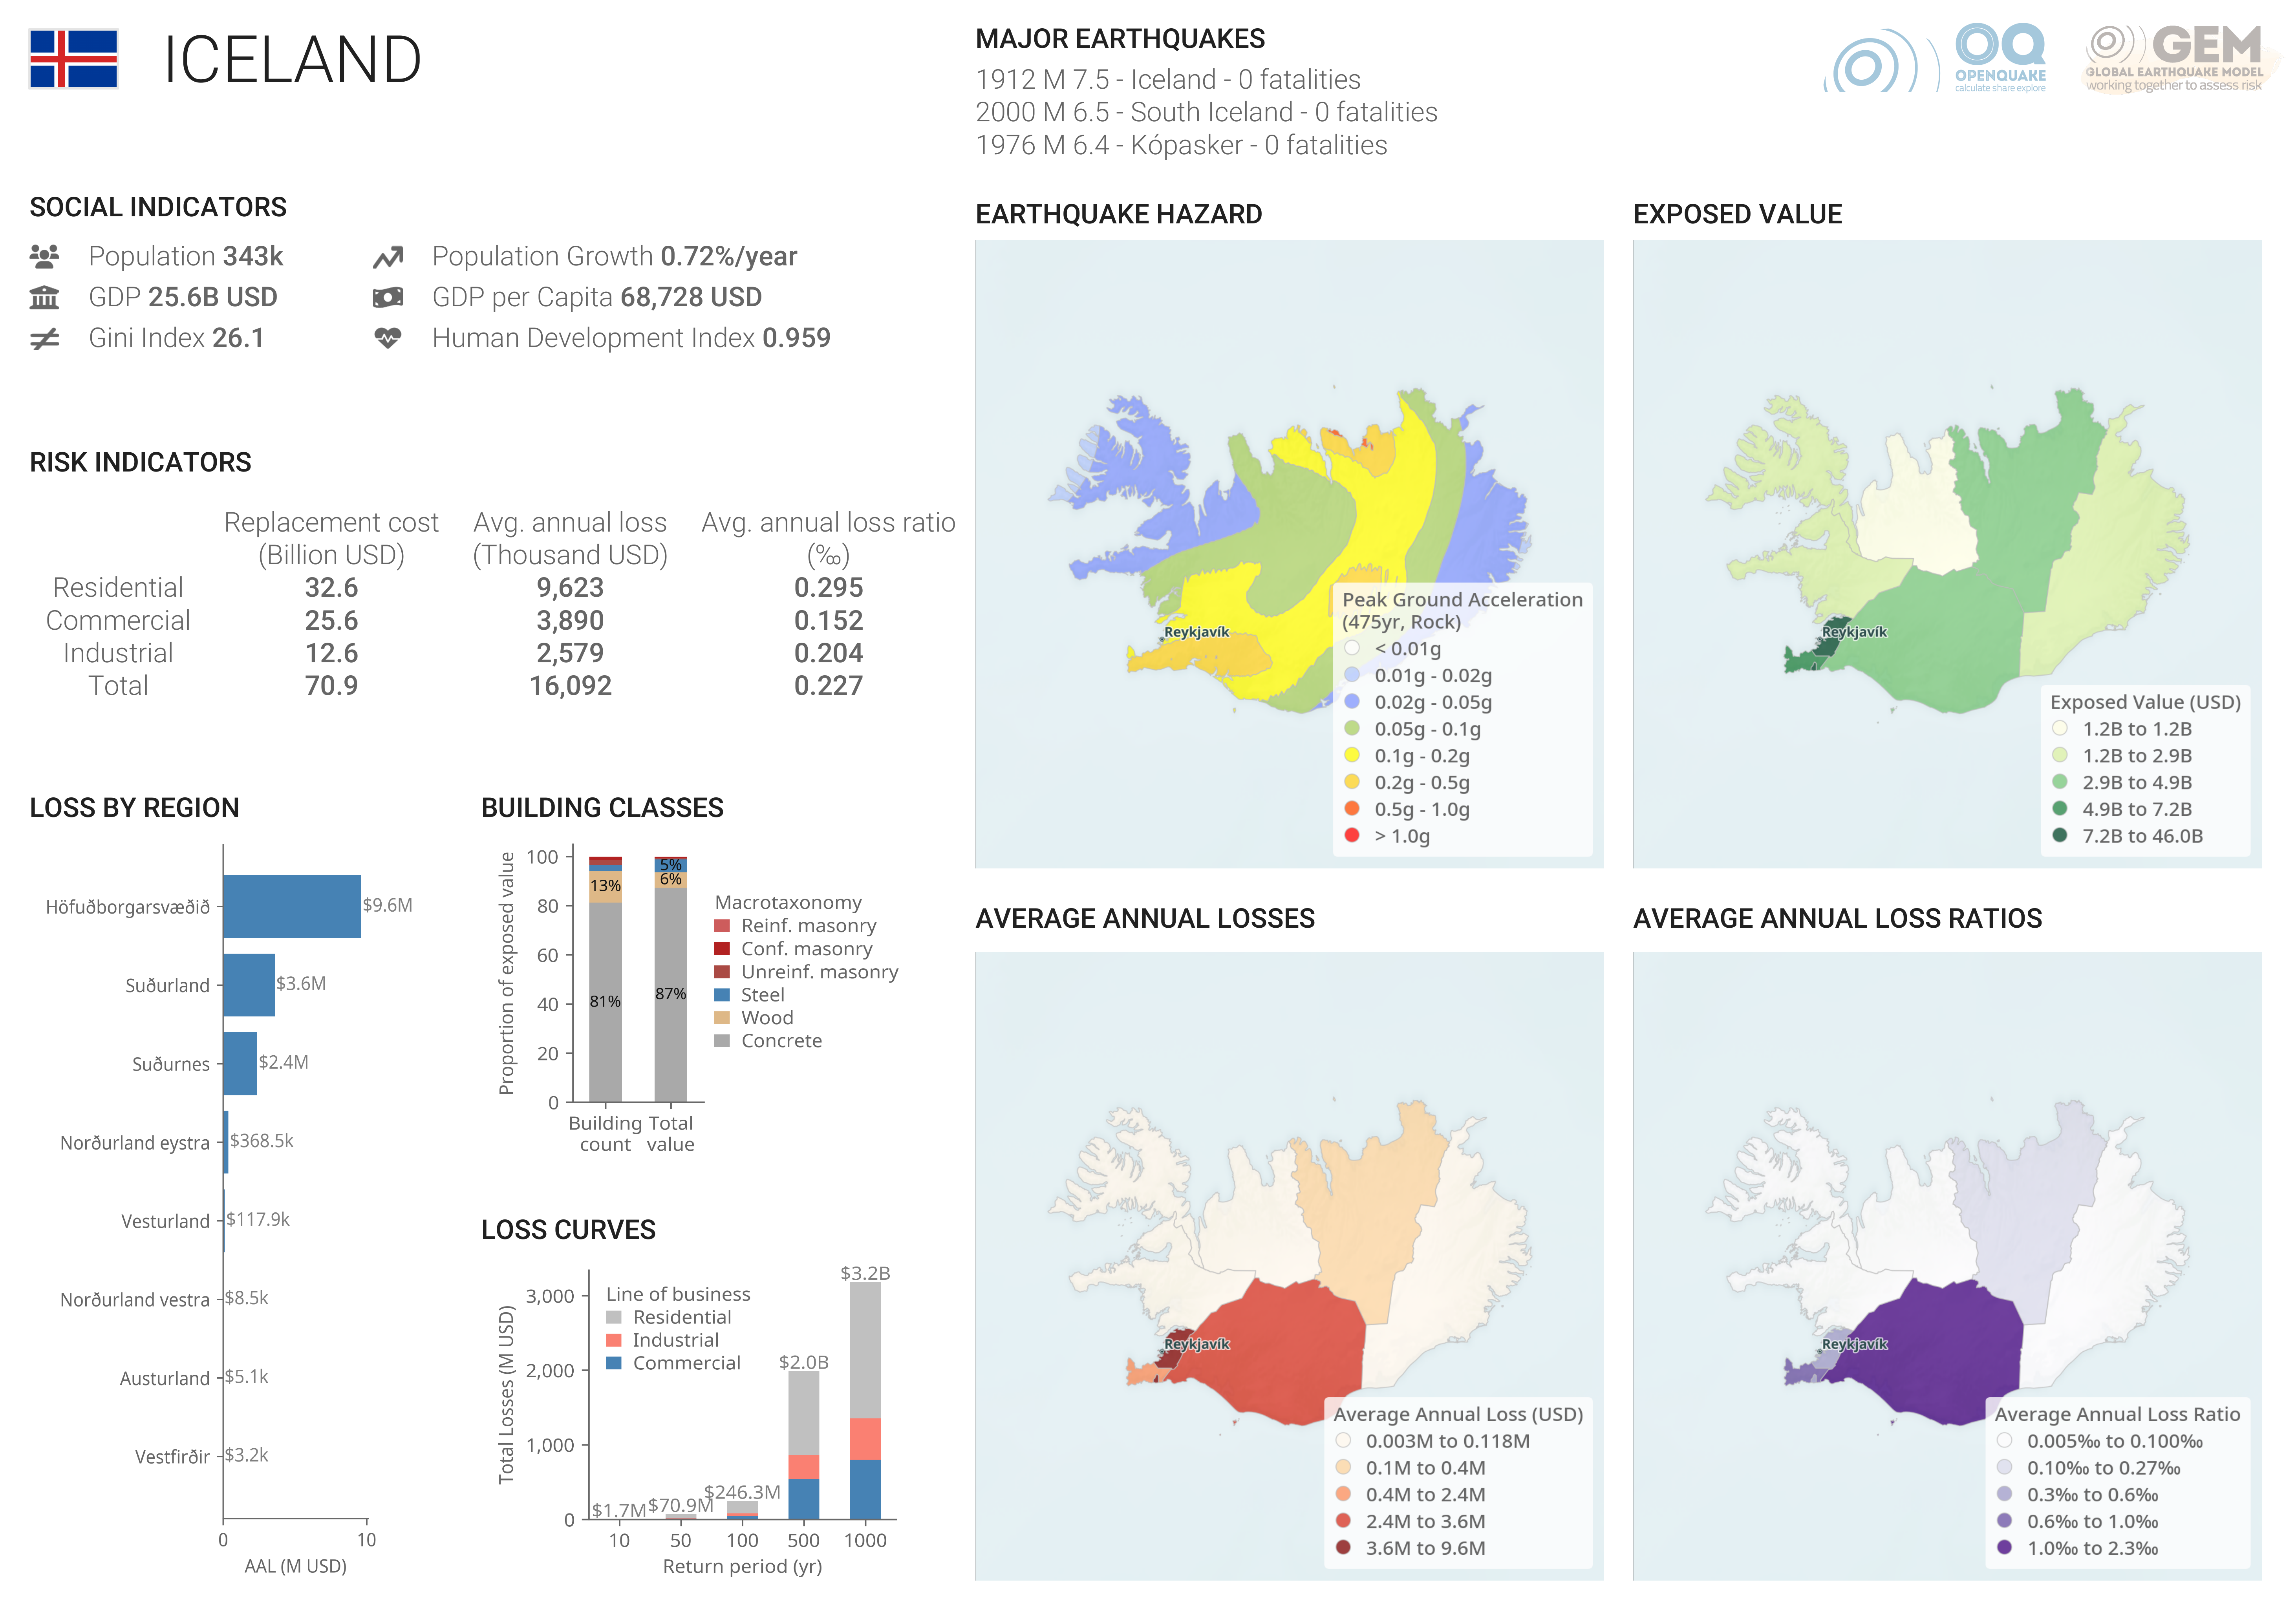 ICELAND
MAJOR EARTHQUAKES
1912 M 7.5 - Iceland - 0 fatalities
2000 M 6.5 - South Iceland - 0 fatalities
1976 M 6.4 - Kópasker - 0 fatalities
OQ
OPENQUAKE
calculate share explore
GEM
GLOBAL EARTHQUAKE MODEL
working together to assess risk
SOCIAL INDICATORS
Population 343k
Population Growth 0.72%/year
GDP 25.6B USD
GDP per Capita 68,728 USD
Gini Index 26.1
Human Development Index 0.959
RISK INDICATORS
Replacement cost Avg. annual loss Avg. annual loss ratio
(Billion USD) (Thousand USD) (‰)
Residential 32.6 9,623 0.295
Commercial 25.6 3,890 0.152
Industrial 12.6 2,579 0.204
Total 70.9 16,092 0.227
LOSS BY REGION
Höfuðborgarsvæðið $9.6M
Suðurland $3.6M
Suðurnes $2.4M
Norðurland eystra $368.5k
Vesturland $117.9k
Norðurland vestra $8.5k
Austurland $5.1k
Vestfirðir $3.2k
0 10
AAL (M USD)
BUILDING CLASSES
Proportion of exposed value
100
80
60
40
20
0
13%
81%
5%
6%
87%
Building count
Total value
Macrotaxonomy
Reinf. masonry
Conf. masonry
Unreinf. masonry
Steel
Wood
Concrete
LOSS CURVES
Total Losses (M USD)
3,000
2,000
1,000
0
Line of business
Residential
Industrial
Commercial
$1.7M
$70.9M
$246.3M
$2.0B
$3.2B
10 50 100 500 1000
Return period (yr)
EARTHQUAKE HAZARD
Reykjavík
Peak Ground Acceleration
(475yr, Rock)
< 0.01g
0.01g - 0.02g
0.02g - 0.05g
0.05g - 0.1g
0.1g - 0.2g
0.2g - 0.5g
0.5g - 1.0g
> 1.0g
EXPOSED VALUE
Reykjavík
Exposed Value (USD)
1.2B to 1.2B
1.2B to 2.9B
2.9B to 4.9B
4.9B to 7.2B
7.2B to 46.0B
AVERAGE ANNUAL LOSSES
Reykjavík
Average Annual Loss (USD)
0.003M to 0.118M
0.1M to 0.4M
0.4M to 2.4M
2.4M to 3.6M
3.6M to 9.6M
AVERAGE ANNUAL LOSS RATIOS
Reykjavík
Average Annual Loss Ratio
0.005‰ to 0.100‰
0.10‰ to 0.27‰
0.3‰ to 0.6‰
0.6‰ to 1.0‰
1.0‰ to 2.3‰